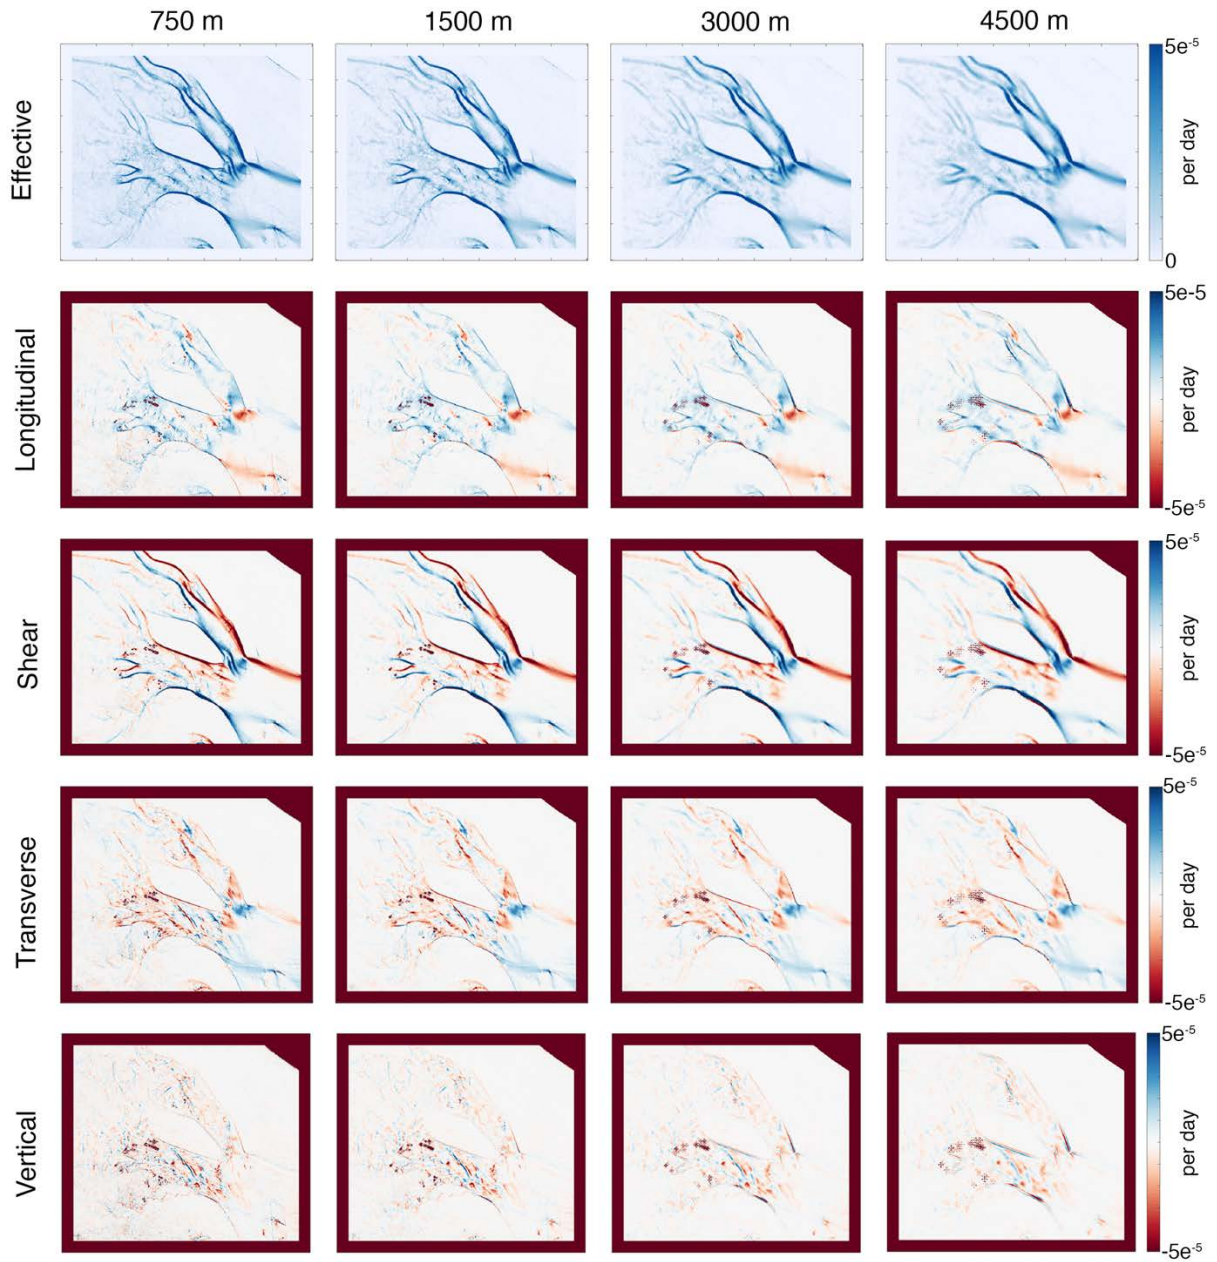 750 m 1500 m 3000 m 4500 m
Effective
5e⁻⁵
per day
0
Longitudinal
5e-5
per day
-5e⁻⁵
Shear
5e⁻⁵
per day
-5e⁻⁵
Transverse
5e⁻⁵
per day
-5e⁻⁵
Vertical
5e⁻⁵
per day
-5e⁻⁵